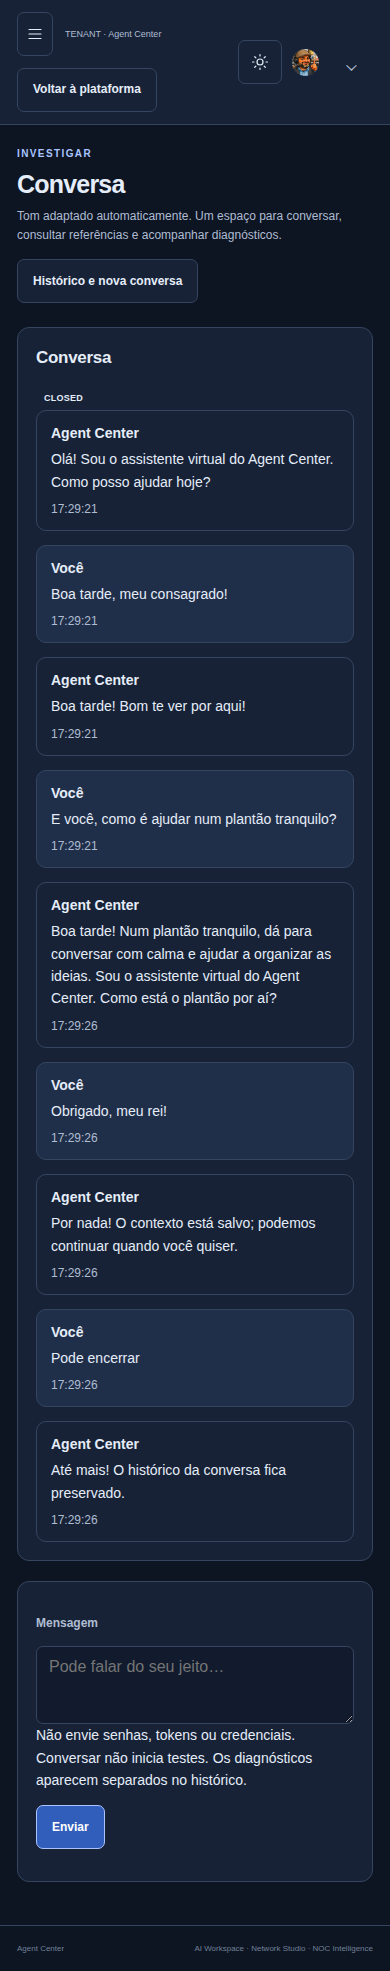 TENANT · Agent Center
Voltar à plataforma
INVESTIGAR
Conversa
Tom adaptado automaticamente. Um espaço para conversar,
consultar referências e acompanhar diagnósticos.
Histórico e nova conversa
Conversa
CLOSED
Agent Center
Olá! Sou o assistente virtual do Agent Center.
Como posso ajudar hoje?
17:29:21
Você
Boa tarde, meu consagrado!
17:29:21
Agent Center
Boa tarde! Bom te ver por aqui!
17:29:21
Você
E você, como é ajudar num plantão tranquilo?
17:29:21
Agent Center
Boa tarde! Num plantão tranquilo, dá para
conversar com calma e ajudar a organizar as
ideias. Sou o assistente virtual do Agent
Center. Como está o plantão por aí?
17:29:26
Você
Obrigado, meu rei!
17:29:26
Agent Center
Por nada! O contexto está salvo; podemos
continuar quando você quiser.
17:29:26
Você
Pode encerrar
17:29:26
Agent Center
Até mais! O histórico da conversa fica
preservado.
17:29:26
Mensagem
Pode falar do seu jeito…
Não envie senhas, tokens ou credenciais.
Conversar não inicia testes. Os diagnósticos
aparecem separados no histórico.
Enviar
Agent Center
AI Workspace · Network Studio · NOC Intelligence